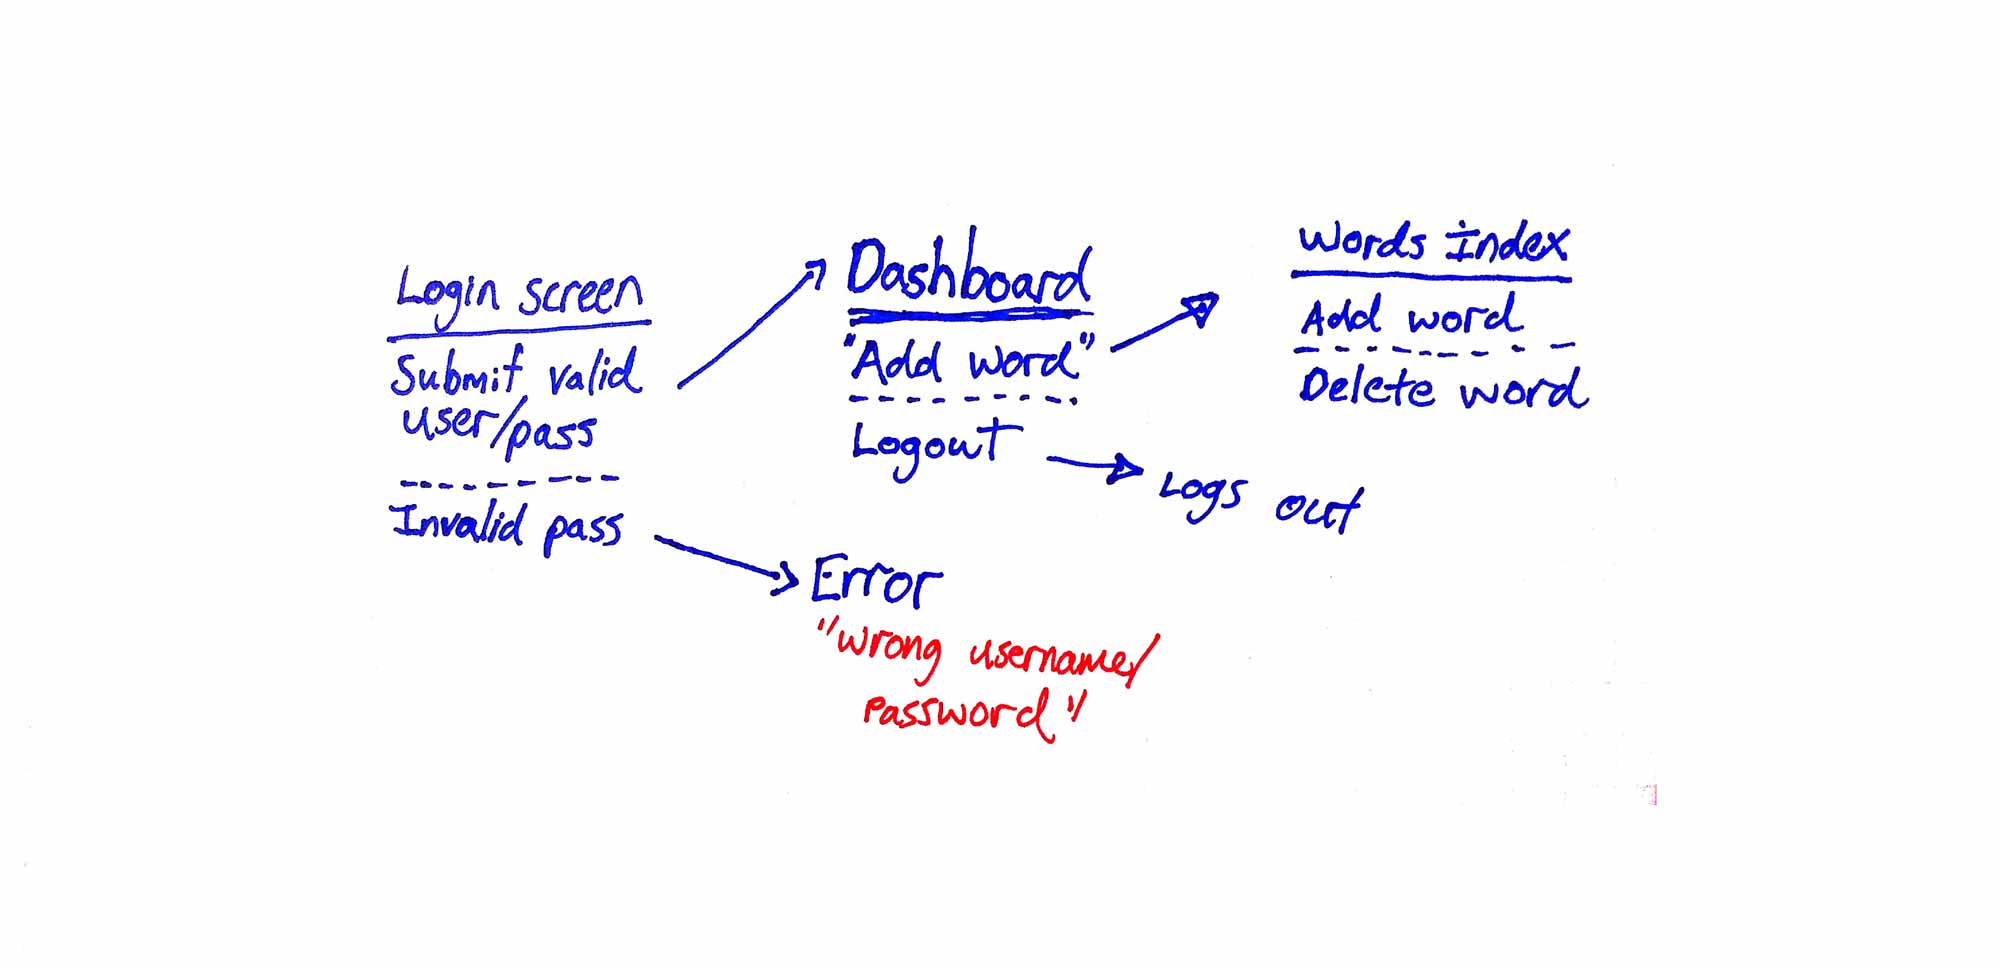 Login screen
Submit valid
user/pass
Invalid pass
Dashboard
"Add word"
Logout
Error
"wrong username/
password"
Words Index
Add word
Delete word
Logs out